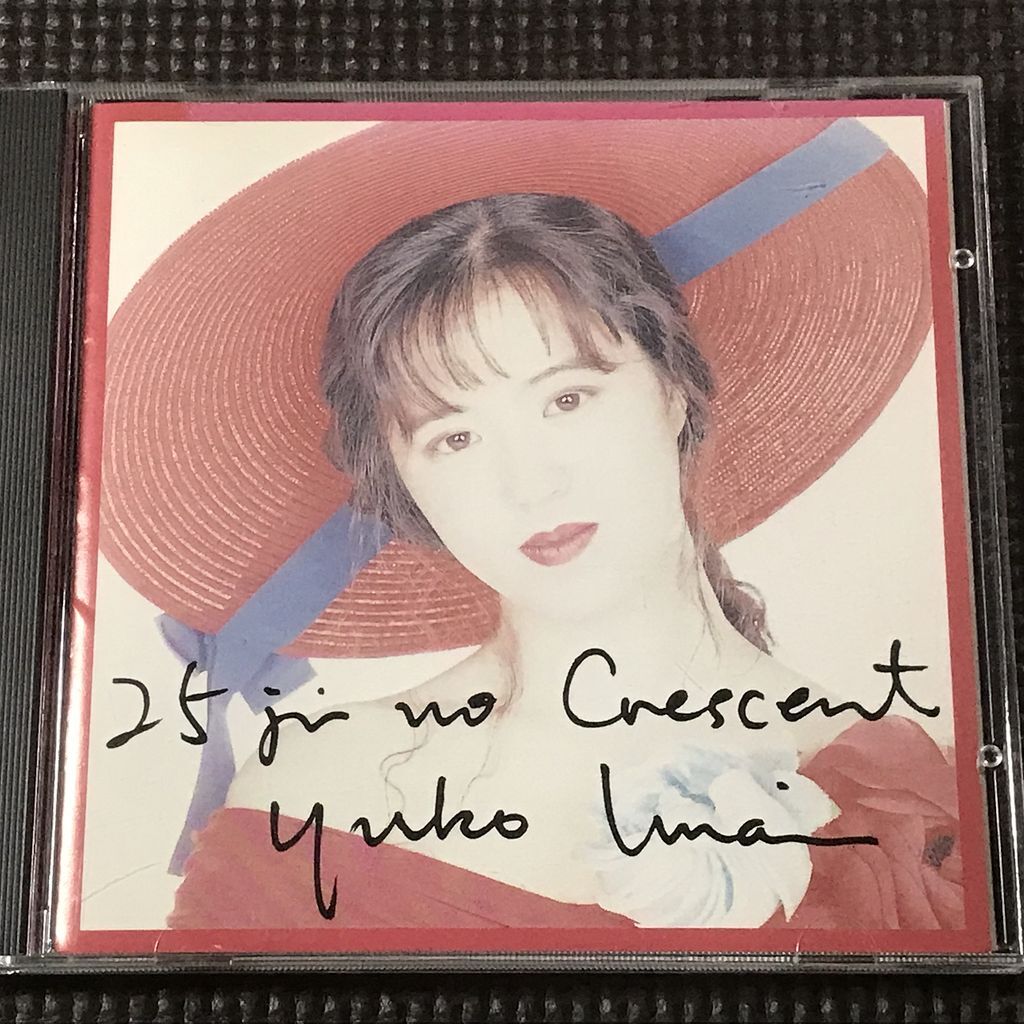 25 ji no Crescent
Yuko Imai